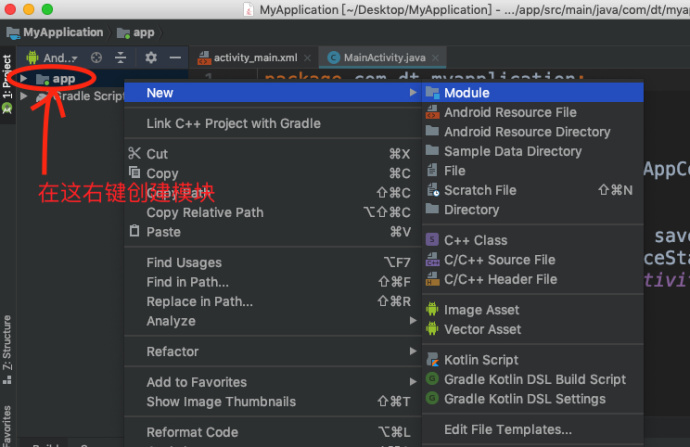 MyApplication [~/Desktop/MyApplication] - .../app/src/main/java/com/dt/mya
MyApplication
app
1: Project
And...
activity_main.xml
MainActivity.java
app
Gradle Script
package com.dt.myapplication;
在这右键创建模块
New
Link C++ Project with Gradle
Cut ⌘X
Copy ⌘C
Copy Path ⇧⌘C
Copy Relative Path ⌥⇧⌘C
Paste ⌘V
Find Usages ⌥F7
Find in Path... ⇧⌘F
Replace in Path... ⇧⌘R
Analyze
Refactor
Add to Favorites
Show Image Thumbnails ⇧⌘T
Reformat Code ⌥⌘L
Module
Android Resource File
Android Resource Directory
Sample Data Directory
File
Scratch File ⇧⌘N
Directory
C++ Class
C/C++ Source File
C/C++ Header File
Image Asset
Vector Asset
Kotlin Script
Gradle Kotlin DSL Build Script
Gradle Kotlin DSL Settings
Edit File Templates...
AppCo
save
ceSta
tivit
Z: Structure
Favorites